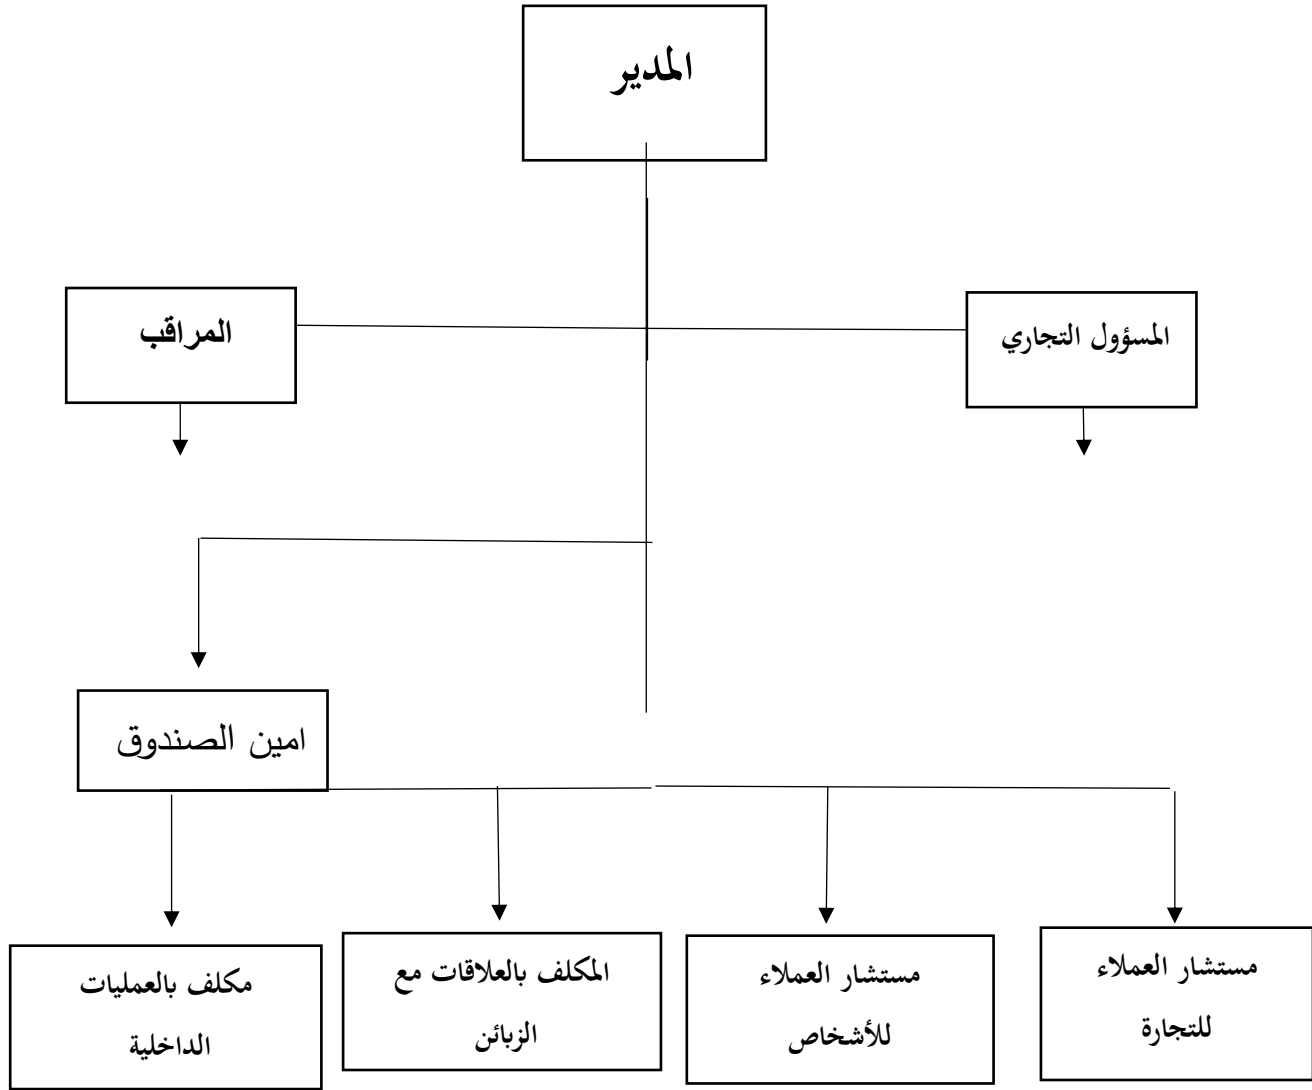 المدير
المسؤول التجاري
المراقب
امين الصندوق
مستشار العملاء
للتجارة
مستشار العملاء
للأشخاص
المكلف بالعلاقات مع
الزبائن
مكلف بالعمليات
الداخلية